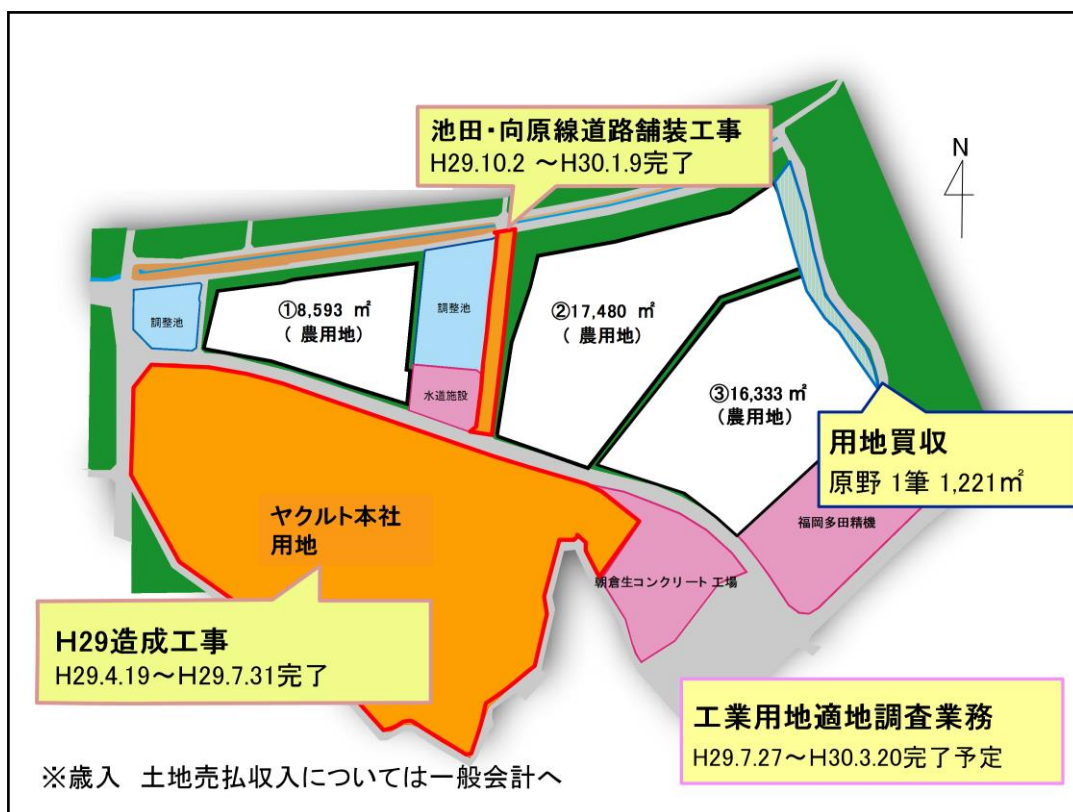 池田・向原線道路舗装工事
H29.10.2 ～H30.1.9完了
N
調整池
①8,593 ㎡
( 農用地)
調整池
水道施設
②17,480 ㎡
( 農用地)
③16,333 ㎡
(農用地)
用地買収
原野 1筆 1,221㎡
福岡多田精機
ヤクルト本社
用地
朝倉生コンクリート 工場
H29造成工事
H29.4.19～H29.7.31完了
工業用地適地調査業務
H29.7.27～H30.3.20完了予定
※歳入 土地売払収入については一般会計へ